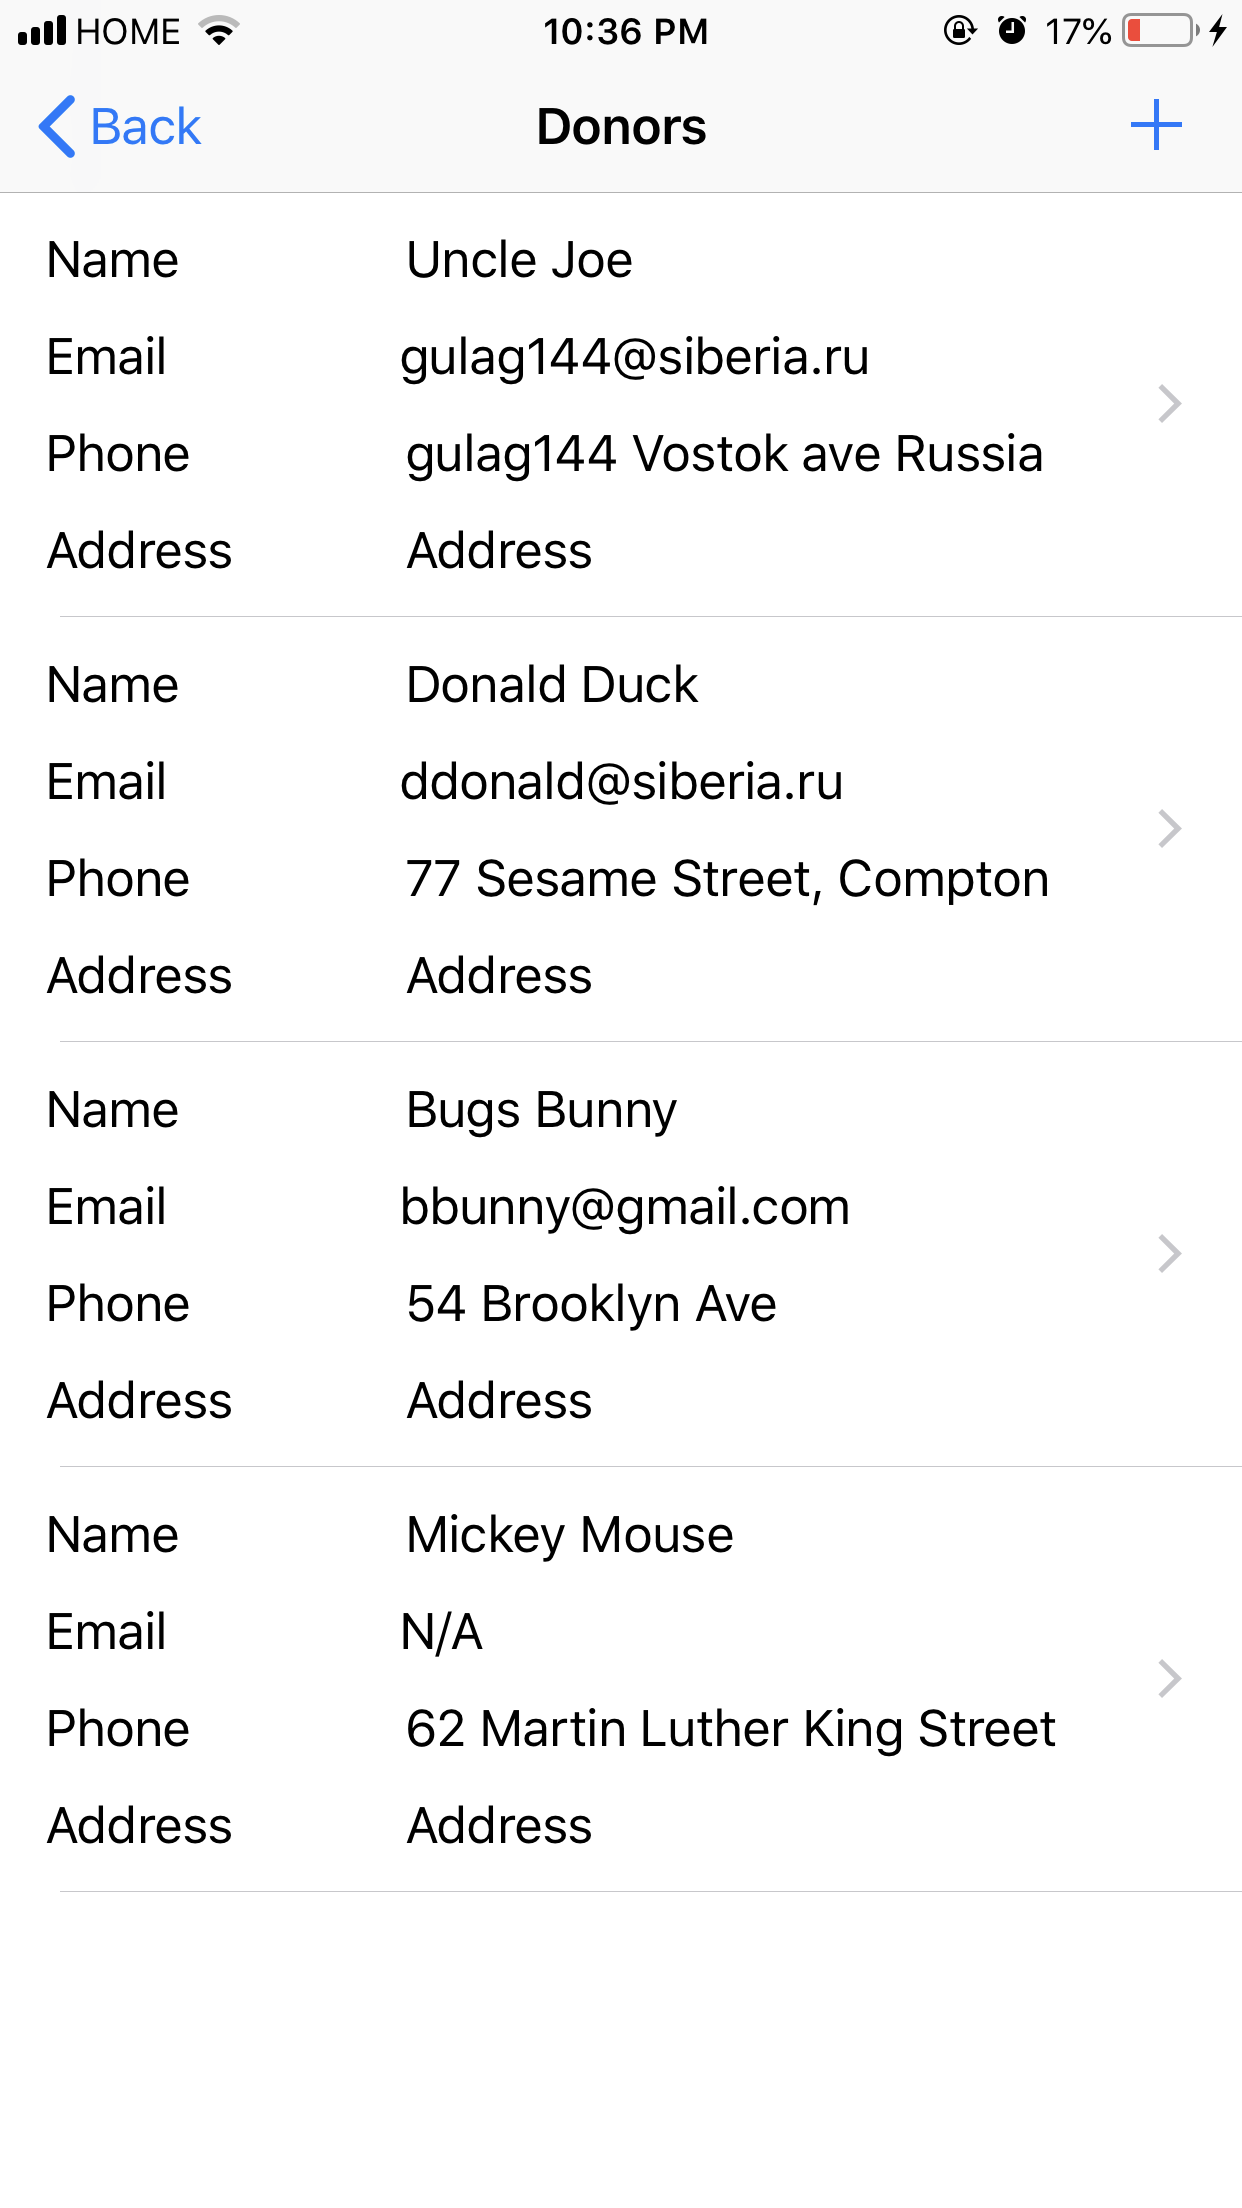 HOME 10:36 PM 17%
Back Donors +
Name Uncle Joe
Email gulag144@siberia.ru
Phone gulag144 Vostok ave Russia
Address Address
Name Donald Duck
Email ddonald@siberia.ru
Phone 77 Sesame Street, Compton
Address Address
Name Bugs Bunny
Email bbunny@gmail.com
Phone 54 Brooklyn Ave
Address Address
Name Mickey Mouse
Email N/A
Phone 62 Martin Luther King Street
Address Address